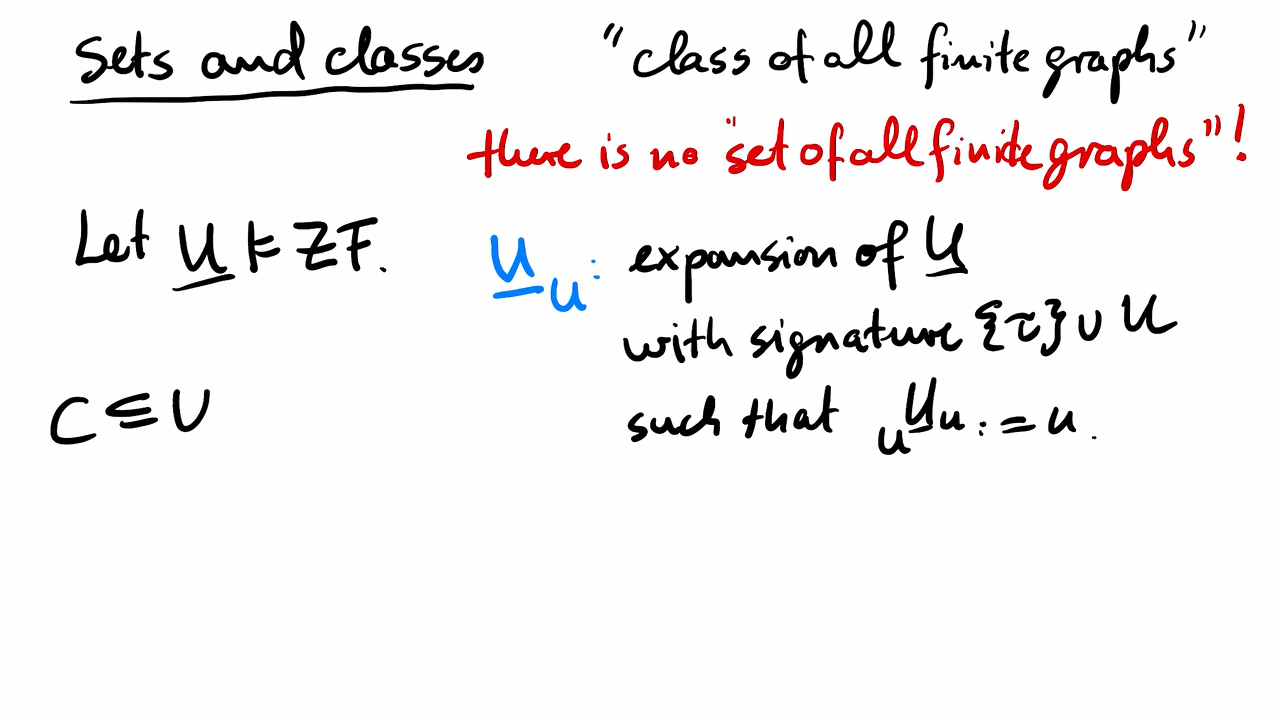 Sets and classes "class of all finite graphs"
there is no "set of all finite graphs"!
Let U ⊨ ZF. U_U: expansion of U
with signature {τ} ∪ U
C ⊆ U such that u^{U_U} := u.